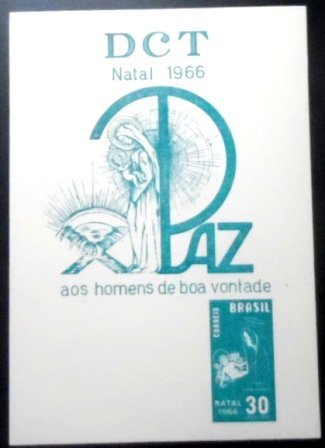 DCT
Natal 1966
PAZ
aos homens de boa vontade
CORREIO
BRASIL
NATAL
1966
30